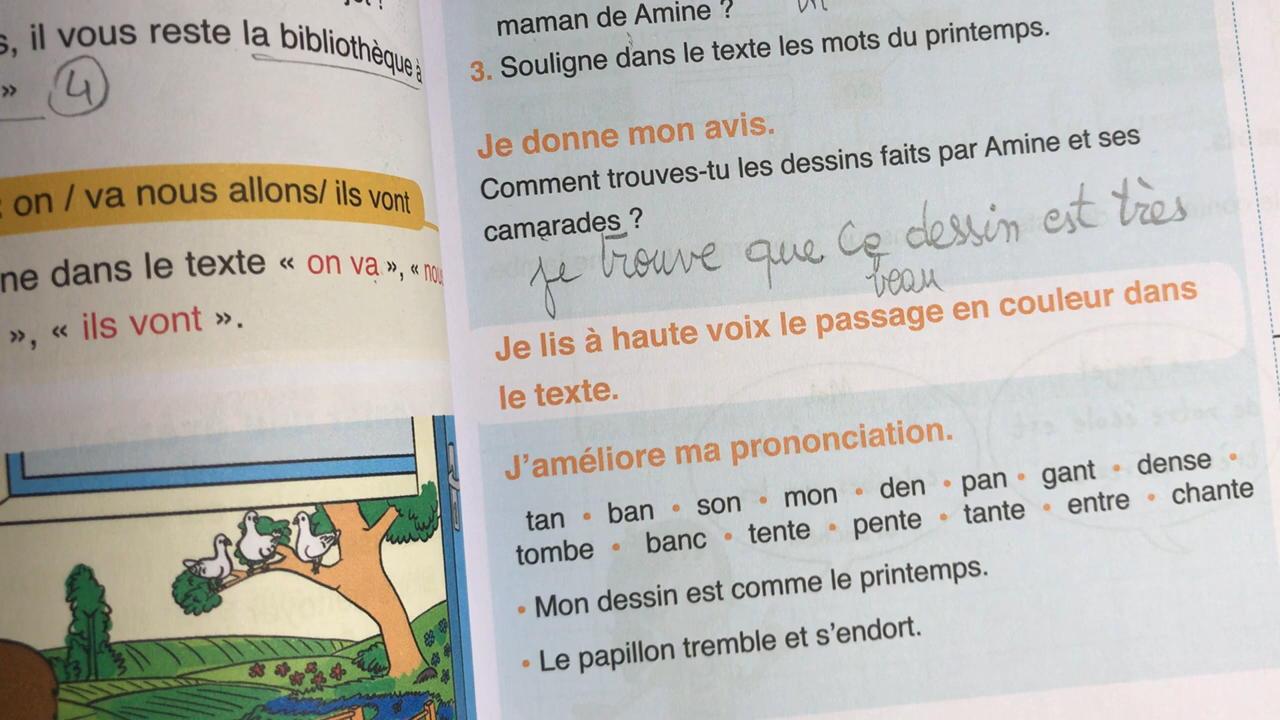 s, il vous reste la bibliothèque à
» 4
on / va nous allons/ ils vont
ne dans le texte « on va », « nou
», « ils vont ».
maman de Amine ?
3. Souligne dans le texte les mots du printemps.
Je donne mon avis.
Comment trouves-tu les dessins faits par Amine et ses
camarades ?
je trouve que ce dessin est très
beau
Je lis à haute voix le passage en couleur dans
le texte.
J'améliore ma prononciation.
tan • ban • son • mon • den • pan • gant • dense •
tombe • banc • tente • pente • tante • entre • chante
• Mon dessin est comme le printemps.
• Le papillon tremble et s'endort.